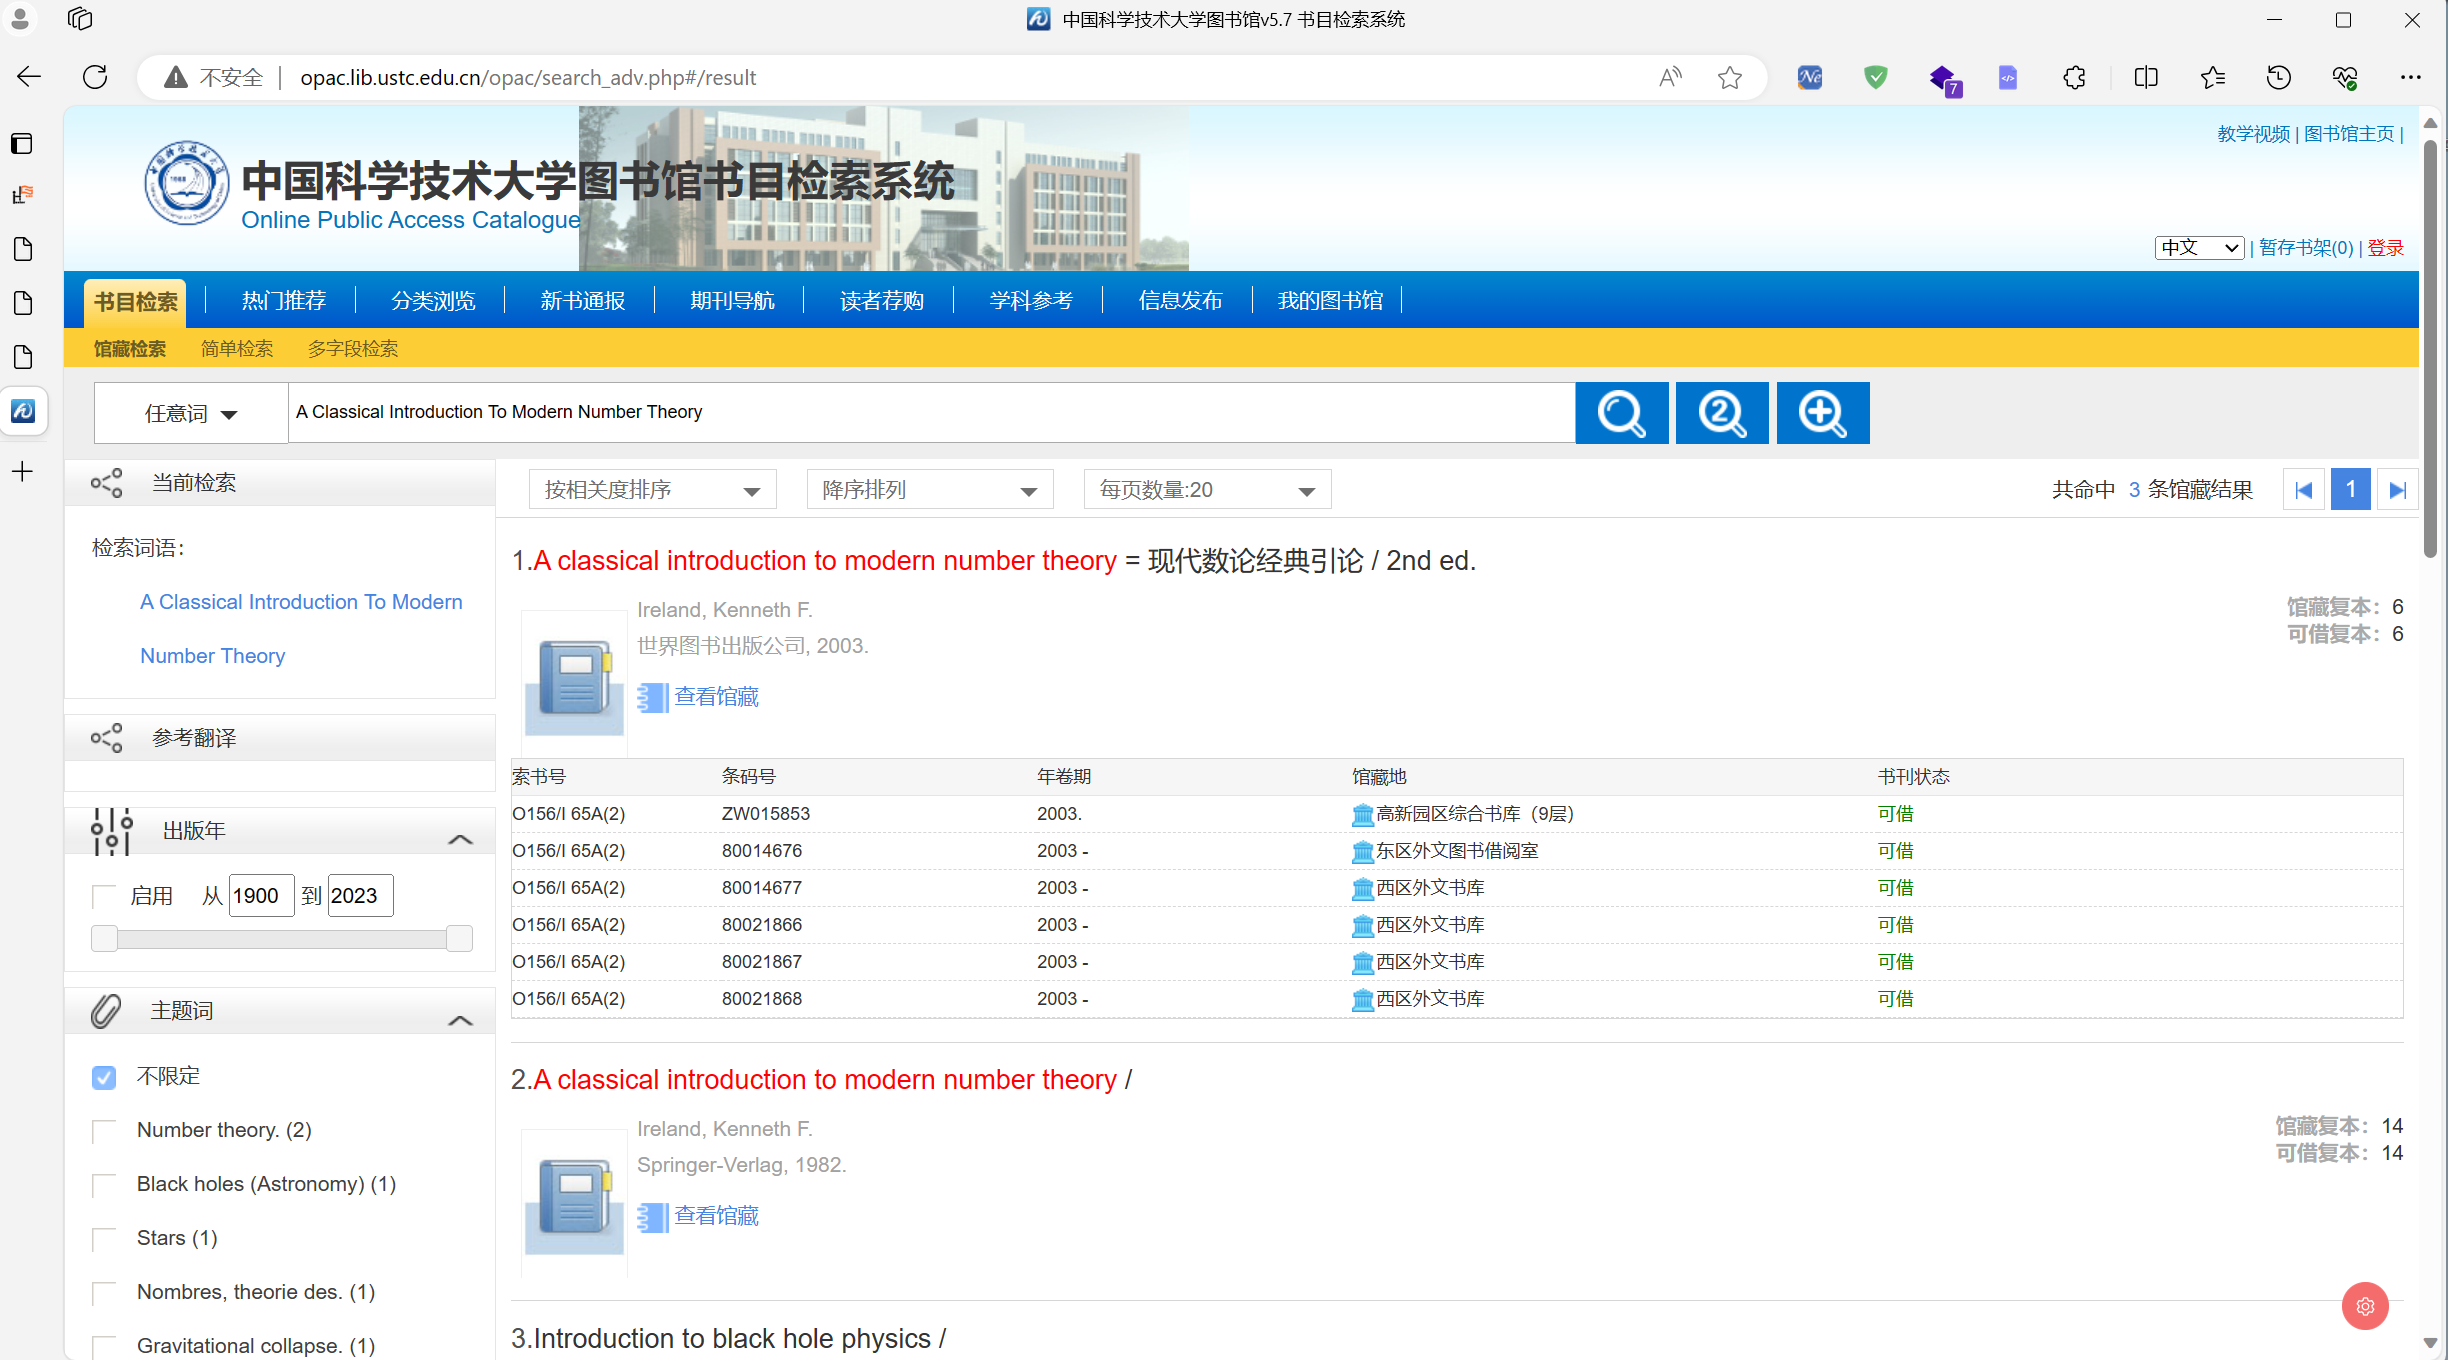 中国科学技术大学图书馆v5.7 书目检索系统
不安全
opac.lib.ustc.edu.cn/opac/search_adv.php#/result
7
教学视频 | 图书馆主页 |
中国科学技术大学图书馆书目检索系统
Online Public Access Catalogue
中文 | 暂存书架(0) | 登录
书目检索 热门推荐 分类浏览 新书通报 期刊导航 读者荐购 学科参考 信息发布 我的图书馆
馆藏检索 简单检索 多字段检索
任意词 A Classical Introduction To Modern Number Theory
当前检索
检索词语：
A Classical Introduction To Modern
Number Theory
参考翻译
出版年
启用 从 1900 到 2023
主题词
不限定
Number theory. (2)
Black holes (Astronomy) (1)
Stars (1)
Nombres, theorie des. (1)
Gravitational collapse. (1)
按相关度排序 降序排列 每页数量:20 共命中 3 条馆藏结果 1
1.A classical introduction to modern number theory = 现代数论经典引论 / 2nd ed.
Ireland, Kenneth F.
世界图书出版公司, 2003.
查看馆藏
馆藏复本：6
可借复本：6
索书号 条码号 年卷期 馆藏地 书刊状态
O156/I 65A(2) ZW015853 2003. 高新园区综合书库（9层） 可借
O156/I 65A(2) 80014676 2003 - 东区外文图书借阅室 可借
O156/I 65A(2) 80014677 2003 - 西区外文书库 可借
O156/I 65A(2) 80021866 2003 - 西区外文书库 可借
O156/I 65A(2) 80021867 2003 - 西区外文书库 可借
O156/I 65A(2) 80021868 2003 - 西区外文书库 可借
2.A classical introduction to modern number theory /
Ireland, Kenneth F.
Springer-Verlag, 1982.
查看馆藏
馆藏复本：14
可借复本：14
3.Introduction to black hole physics /